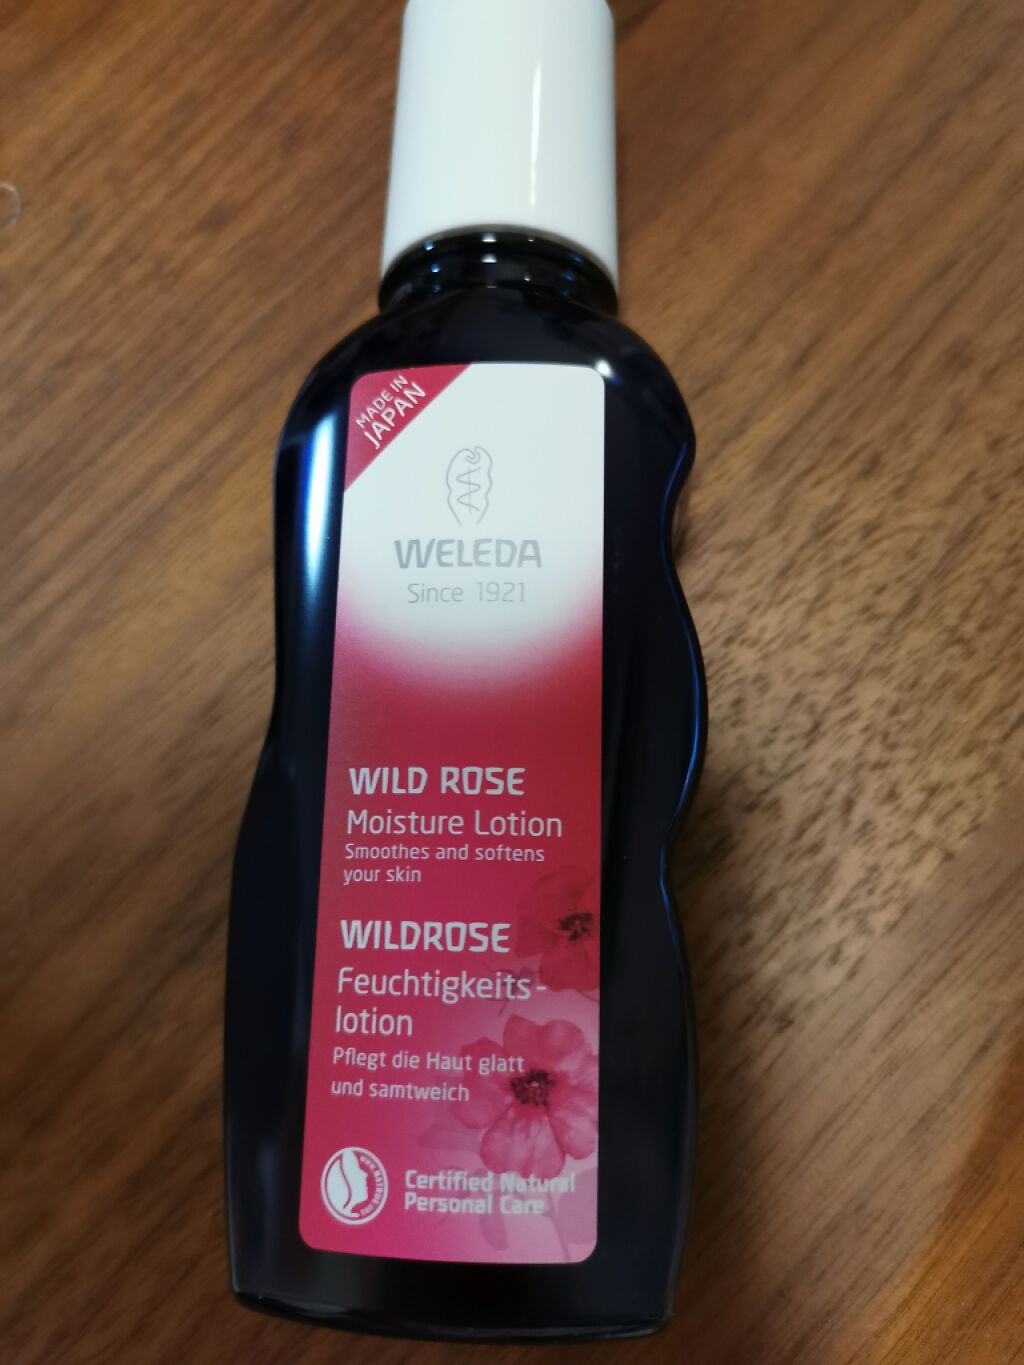 MADE IN
JAPAN
WELEDA
Since 1921
WILD ROSE
Moisture Lotion
Smoothes and softens
your skin
WILDROSE
Feuchtigkeits-
lotion
Pflegt die Haut glatt
und samtweich
Certified Natural
Personal Care